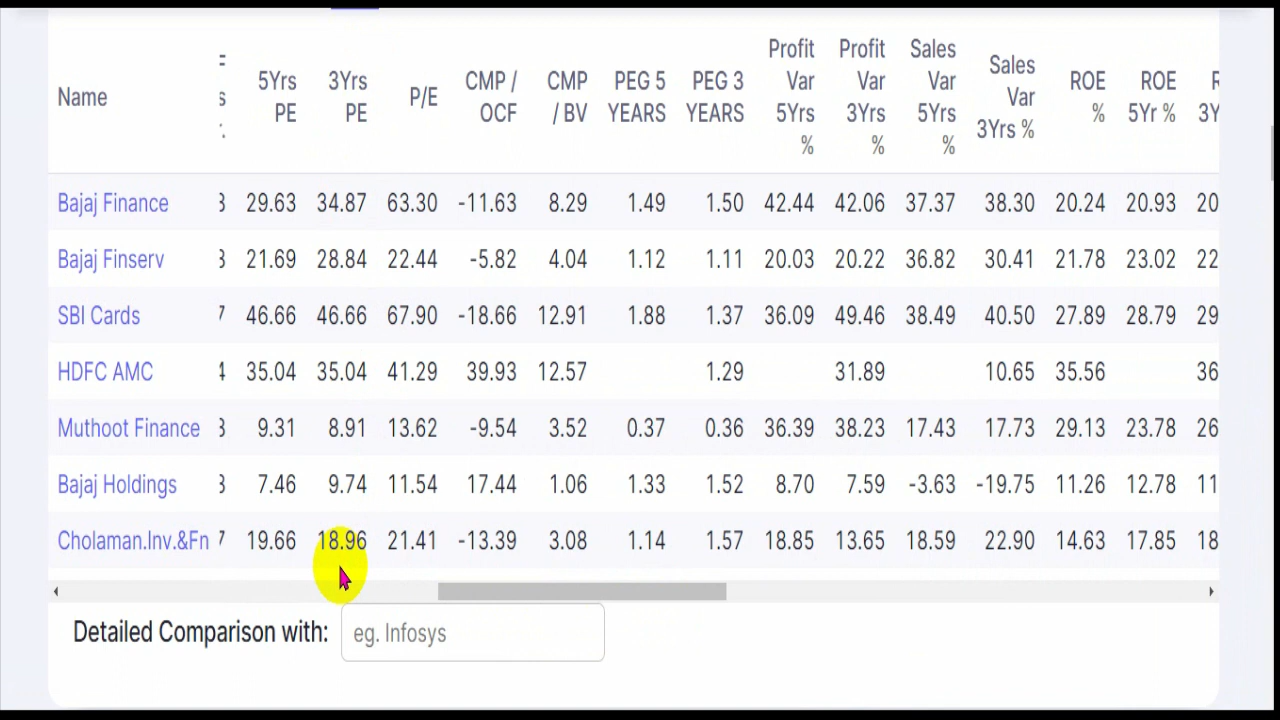 Name 5Yrs PE 3Yrs PE P/E CMP / OCF CMP / BV PEG 5 YEARS PEG 3 YEARS Profit Var 5Yrs % Profit Var 3Yrs % Sales Var 5Yrs % Sales Var 3Yrs % ROE % ROE 5Yr %
Bajaj Finance 29.63 34.87 63.30 -11.63 8.29 1.49 1.50 42.44 42.06 37.37 38.30 20.24 20.93 20
Bajaj Finserv 21.69 28.84 22.44 -5.82 4.04 1.12 1.11 20.03 20.22 36.82 30.41 21.78 23.02 22
SBI Cards 46.66 46.66 67.90 -18.66 12.91 1.88 1.37 36.09 49.46 38.49 40.50 27.89 28.79 29
HDFC AMC 35.04 35.04 41.29 39.93 12.57 1.29 31.89 10.65 35.56 36
Muthoot Finance 9.31 8.91 13.62 -9.54 3.52 0.37 0.36 36.39 38.23 17.43 17.73 29.13 23.78 26
Bajaj Holdings 7.46 9.74 11.54 17.44 1.06 1.33 1.52 8.70 7.59 -3.63 -19.75 11.26 12.78 11
Cholaman.Inv.&Fn 19.66 18.96 21.41 -13.39 3.08 1.14 1.57 18.85 13.65 18.59 22.90 14.63 17.85 18
Detailed Comparison with: eg. Infosys